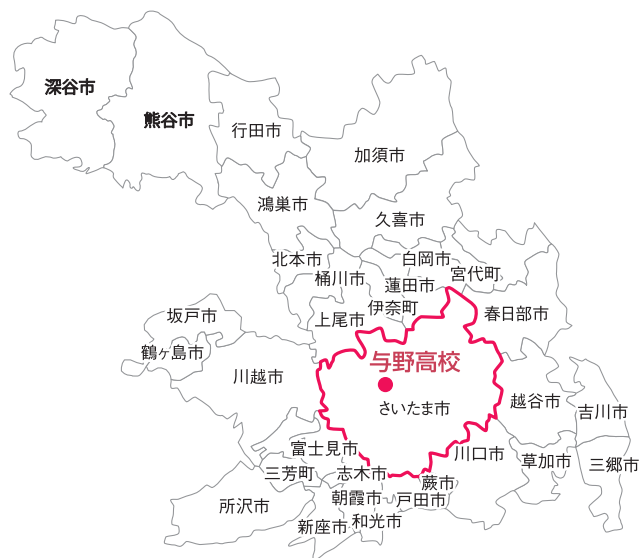 深谷市
熊谷市
行田市
加須市
鴻巣市
久喜市
北本市
白岡市
桶川市
宮代町
蓮田市
伊奈町
上尾市
春日部市
坂戸市
鶴ヶ島市
川越市
与野高校
さいたま市
越谷市
吉川市
富士見市
川口市
草加市
三郷市
三芳町
志木市
蕨市
朝霞市
戸田市
所沢市
新座市
和光市